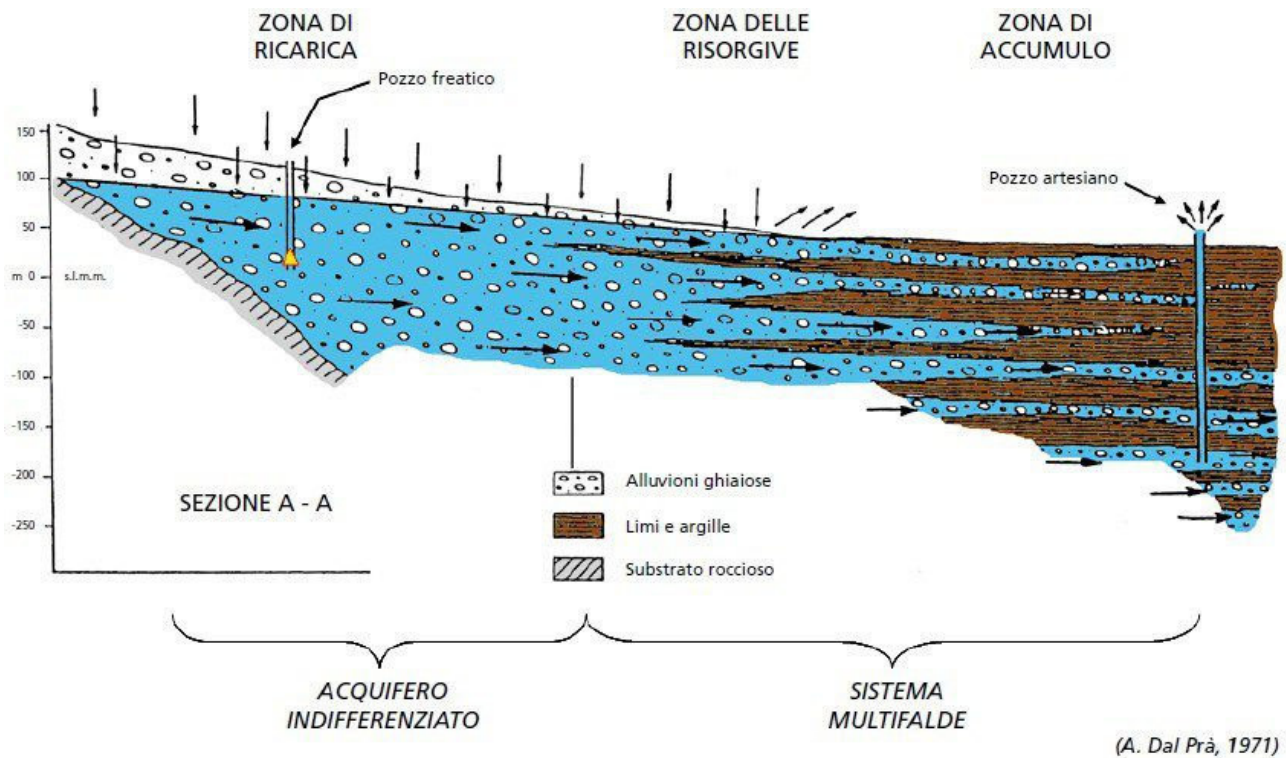 ZONA DI
RICARICA
ZONA DELLE
RISORGIVE
ZONA DI
ACCUMULO
Pozzo freatico
Pozzo artesiano
150
100
50
m 0 s.l.m.m.
-50
-100
-150
-200
-250
SEZIONE A - A
Alluvioni ghiaiose
Limi e argille
Substrato roccioso
ACQUIFERO
INDIFFERENZIATO
SISTEMA
MULTIFALDE
(A. Dal Prà, 1971)